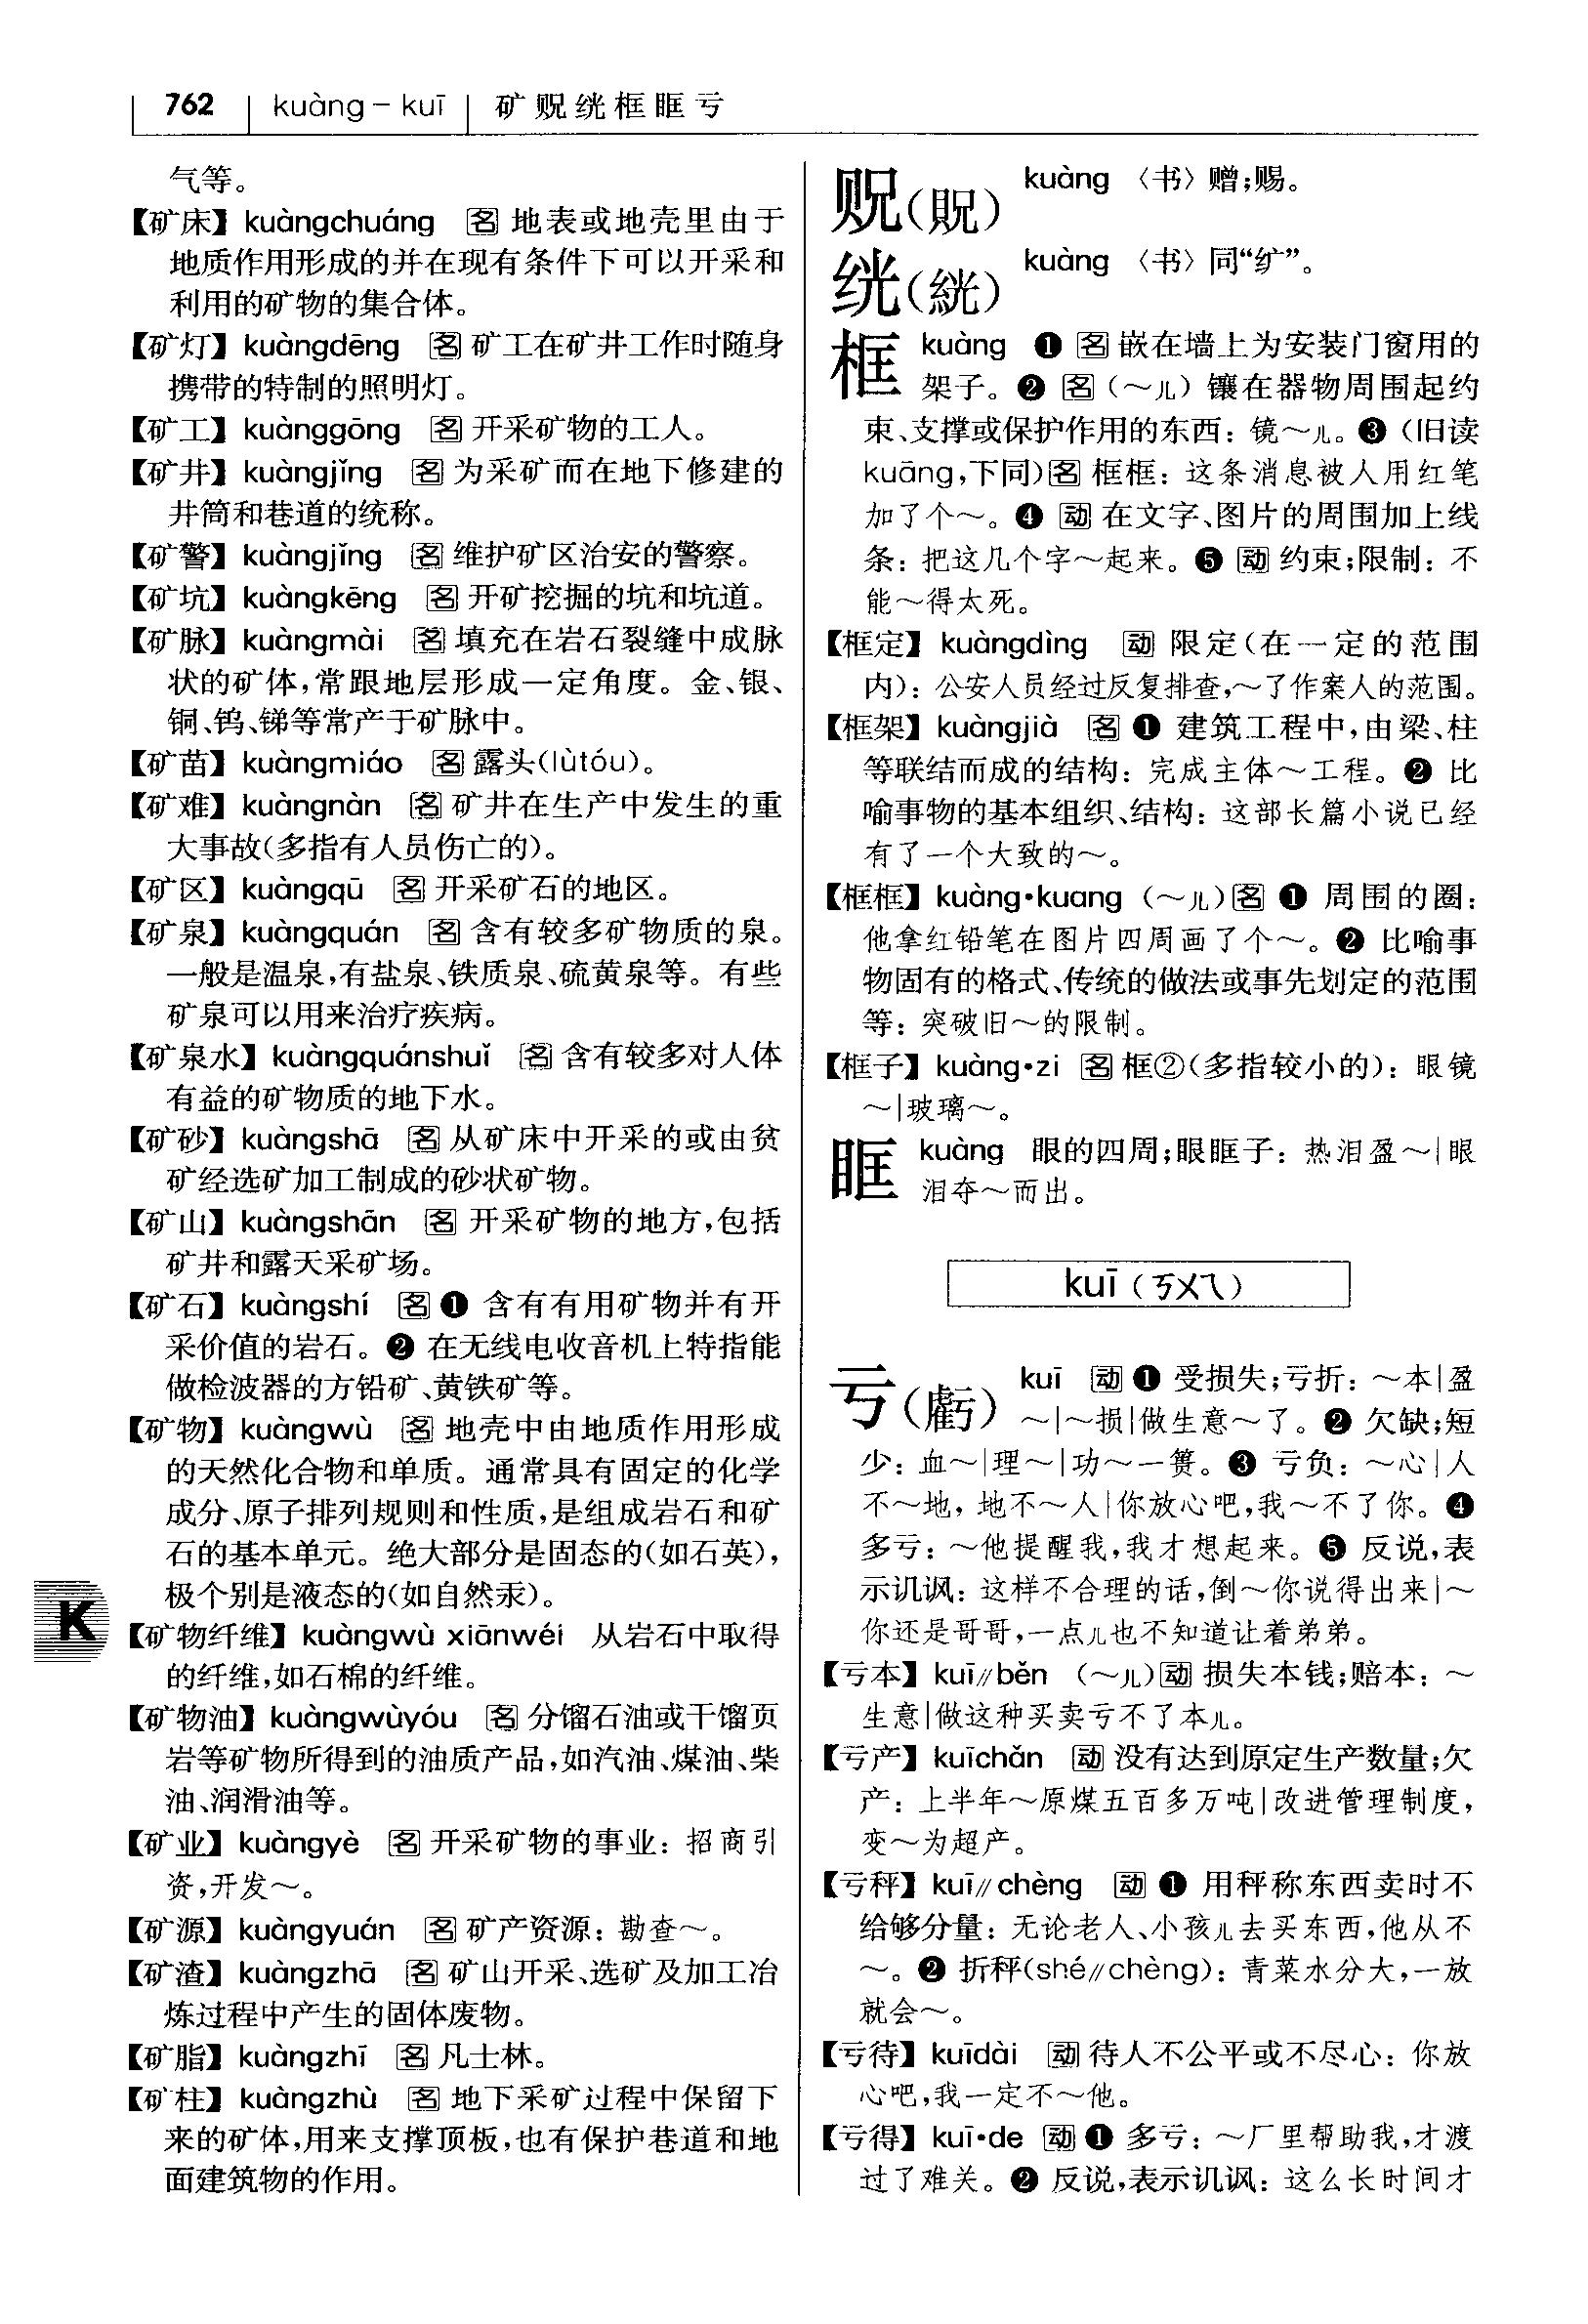 762 kuàng – kuī 矿贶絖框眶亏
气等。
【矿床】 kuàngchuáng 名 地表或地壳里由于
地质作用形成的并在现有条件下可以开采和
利用的矿物的集合体。
【矿灯】 kuàngdēng 名 矿工在矿井工作时随身
携带的特制的照明灯。
【矿工】 kuànggōng 名 开采矿物的工人。
【矿井】 kuàngjǐng 名 为采矿而在地下修建的
井筒和巷道的统称。
【矿警】 kuàngjǐng 名 维护矿区治安的警察。
【矿坑】 kuàngkēng 名 开矿挖掘的坑和坑道。
【矿脉】 kuàngmài 名 填充在岩石裂缝中成脉
状的矿体,常跟地层形成一定角度。金、银、
铜、钨、锑等常产于矿脉中。
【矿苗】 kuàngmiáo 名 露头(lùtóu)。
【矿难】 kuàngnàn 名 矿井在生产中发生的重
大事故(多指有人员伤亡的)。
【矿区】 kuàngqū 名 开采矿石的地区。
【矿泉】 kuàngquán 名 含有较多矿物质的泉。
一般是温泉,有盐泉、铁质泉、硫黄泉等。有些
矿泉可以用来治疗疾病。
【矿泉水】 kuàngquánshuǐ 名 含有较多对人体
有益的矿物质的地下水。
【矿砂】 kuàngshā 名 从矿床中开采的或由贫
矿经选矿加工制成的砂状矿物。
【矿山】 kuàngshān 名 开采矿物的地方,包括
矿井和露天采矿场。
【矿石】 kuàngshí 名 ❶ 含有有用矿物并有开
采价值的岩石。❷ 在无线电收音机上特指能
做检波器的方铅矿、黄铁矿等。
【矿物】 kuàngwù 名 地壳中由地质作用形成
的天然化合物和单质。通常具有固定的化学
成分、原子排列规则和性质,是组成岩石和矿
石的基本单元。绝大部分是固态的(如石英),
极个别是液态的(如自然汞)。
K
【矿物纤维】 kuàngwù xiānwéi 从岩石中取得
的纤维,如石棉的纤维。
【矿物油】 kuàngwùyóu 名 分馏石油或干馏页
岩等矿物所得到的油质产品,如汽油、煤油、柴
油、润滑油等。
【矿业】 kuàngyè 名 开采矿物的事业:招商引
资,开发~。
【矿源】 kuàngyuán 名 矿产资源:勘查~。
【矿渣】 kuàngzhā 名 矿山开采、选矿及加工冶
炼过程中产生的固体废物。
【矿脂】 kuàngzhī 名 凡士林。
【矿柱】 kuàngzhù 名 地下采矿过程中保留下
来的矿体,用来支撑顶板,也有保护巷道和地
面建筑物的作用。
贶(貺) kuàng 〈书〉赠;赐。
絖(絖) kuàng 〈书〉同“纩”。
框 kuàng ❶ 名 嵌在墙上为安装门窗用的
架子。❷ 名 (~儿) 镶在器物周围起约
束、支撑或保护作用的东西:镜~儿。❸ (旧读
kuāng,下同)名 框框:这条消息被人用红笔
加了个~。❹ 动 在文字、图片的周围加上线
条:把这几个字~起来。❺ 动 约束;限制:不
能~得太死。
【框定】 kuàngdìng 动 限定(在一定的范围
内):公安人员经过反复排查,~了作案人的范围。
【框架】 kuàngjià 名 ❶ 建筑工程中,由梁、柱
等联结而成的结构:完成主体~工程。❷ 比
喻事物的基本组织、结构:这部长篇小说已经
有了一个大致的~。
【框框】 kuàng·kuang (~儿)名 ❶ 周围的圈:
他拿红铅笔在图片四周画了个~。❷ 比喻事
物固有的格式、传统的做法或事先划定的范围
等:突破旧~的限制。
【框子】 kuàng·zi 名 框②(多指较小的):眼镜
~|玻璃~。
眶 kuàng 眼的四周;眼眶子:热泪盈~|眼
泪夺~而出。
kuī (ㄎㄨㄟ)
亏(虧) kuī 动 ❶ 受损失;亏折:~本|盈
~|~损|做生意~了。❷ 欠缺;短
少:血~|理~|功~一篑。❸ 亏负:~心|人
不~地,地不~人|你放心吧,我~不了你。❹
多亏:~他提醒我,我才想起来。❺ 反说,表
示讥讽:这样不合理的话,倒~你说得出来|~
你还是哥哥,一点儿也不知道让着弟弟。
【亏本】 kuī//běn (~儿)动 损失本钱;赔本:~
生意|做这种买卖亏不了本儿。
【亏产】 kuīchǎn 动 没有达到原定生产数量;欠
产:上半年~原煤五百多万吨|改进管理制度,
变~为超产。
【亏秤】 kuī//chèng 动 ❶ 用秤称东西卖时不
给够分量:无论老人、小孩儿去买东西,他从不
~。❷ 折秤(shé//chèng):青菜水分大,一放
就会~。
【亏待】 kuīdài 动 待人不公平或不尽心:你放
心吧,我一定不~他。
【亏得】 kuī·de 动 ❶ 多亏:~厂里帮助我,才渡
过了难关。❷ 反说,表示讥讽:这么长时间才